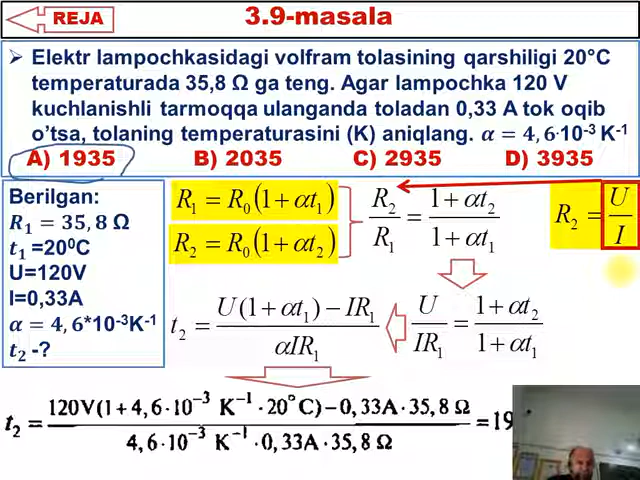 REJA
3.9-masala
➢ Elektr lampochkasidagi volfram tolasining qarshiligi 20°C
temperaturada 35,8 Ω ga teng. Agar lampochka 120 V
kuchlanishli tarmoqqa ulanganda toladan 0,33 A tok oqib
o’tsa, tolaning temperaturasini (K) aniqlang. α = 4,6·10⁻³ K⁻¹
A) 1935 B) 2035 C) 2935 D) 3935
Berilgan:
R₁ = 35,8 Ω
t₁ =20⁰C
U=120V
I=0,33A
α = 4,6*10⁻³K⁻¹
t₂ -?
R₁ = R₀(1+αt₁)
R₂ = R₀(1+αt₂)
R₂/R₁ = (1+αt₂)/(1+αt₁)
R₂ = U/I
t₂ = (U(1+αt₁)−IR₁)/(αIR₁)
U/(IR₁) = (1+αt₂)/(1+αt₁)
t₂ = (120V(1+4,6·10⁻³ K⁻¹·20°C)−0,33A·35,8 Ω)/(4,6·10⁻³ K⁻¹·0,33A·35,8 Ω) =19